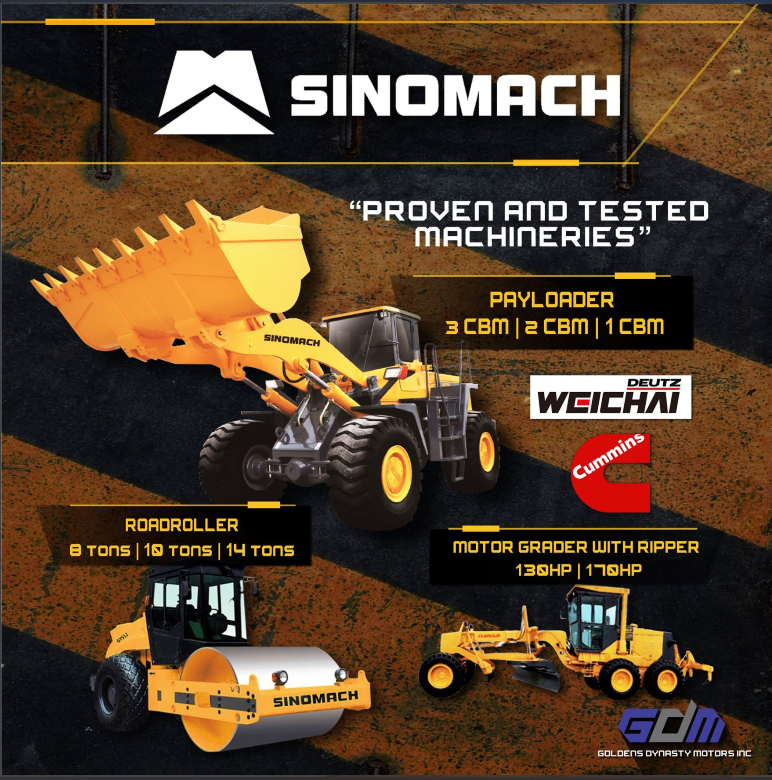 SINOMACH
“PROVEN AND TESTED
MACHINERIES”
PAYLOADER
3 CBM | 2 CBM | 1 CBM
SINOMACH
DEUTZ
WEICHAI
Cummins
ROADROLLER
8 TONS | 10 TONS | 14 TONS
MOTOR GRADER WITH RIPPER
130HP | 170HP
SINOMACH
GDM
GOLDENS DYNASTY MOTORS INC